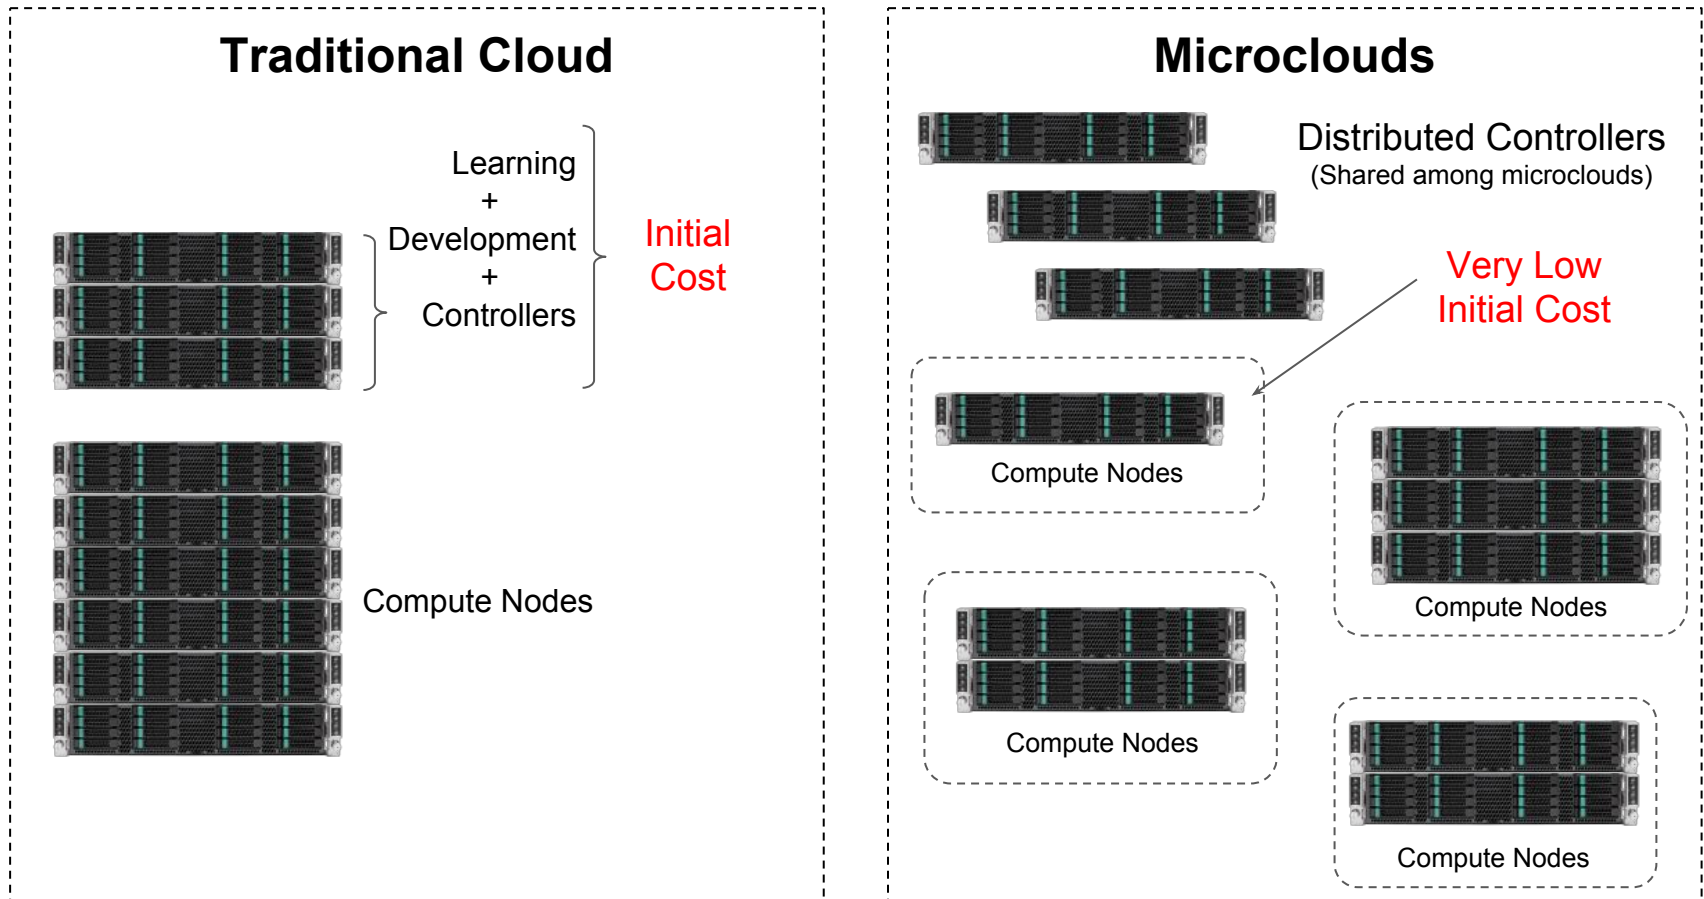 Traditional Cloud
Learning
+
Development
+
Controllers
Initial
Cost
Compute Nodes
Microclouds
Distributed Controllers
(Shared among microclouds)
Very Low
Initial Cost
Compute Nodes
Compute Nodes
Compute Nodes
Compute Nodes